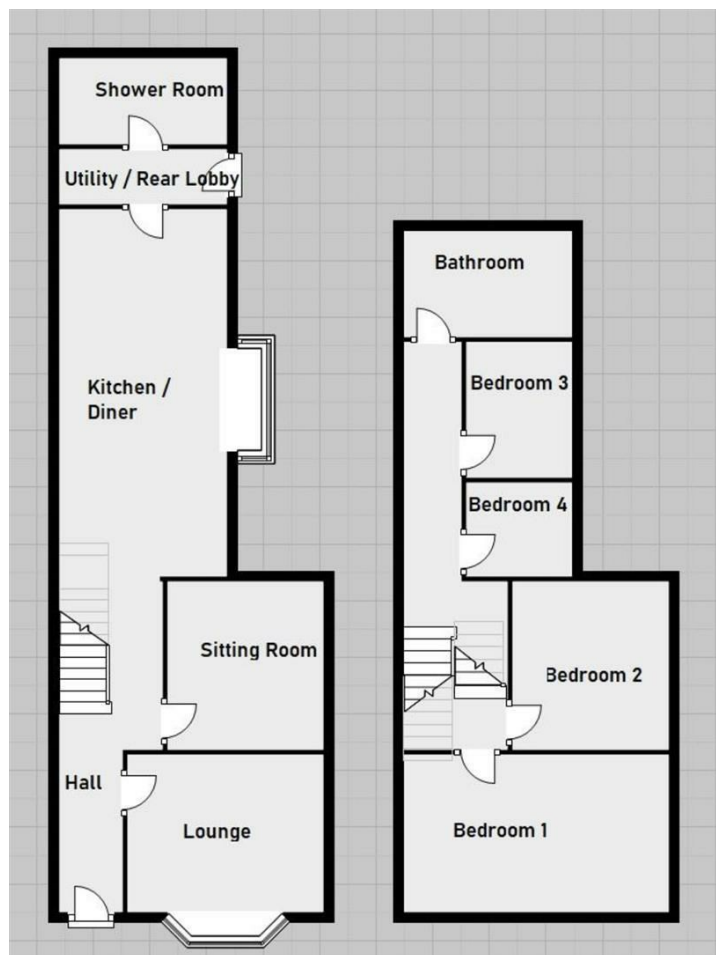 Shower Room
Utility / Rear Lobby
Kitchen /
Diner
Sitting Room
Hall
Lounge
Bathroom
Bedroom 3
Bedroom 4
Bedroom 2
Bedroom 1